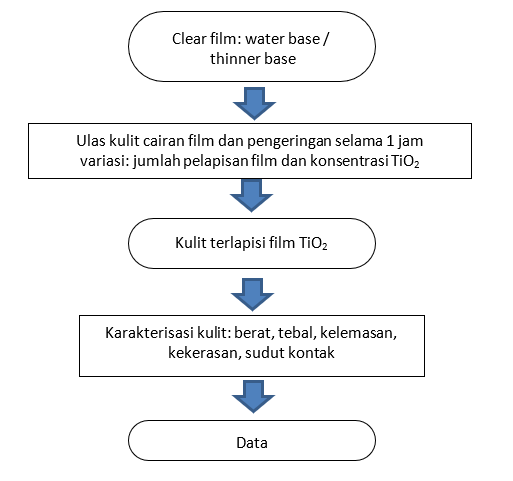 Clear film: water base /
thinner base
Ulas kulit cairan film dan pengeringan selama 1 jam
variasi: jumlah pelapisan film dan konsentrasi TiO₂
Kulit terlapisi film TiO₂
Karakterisasi kulit: berat, tebal, kelemasan,
kekerasan, sudut kontak
Data